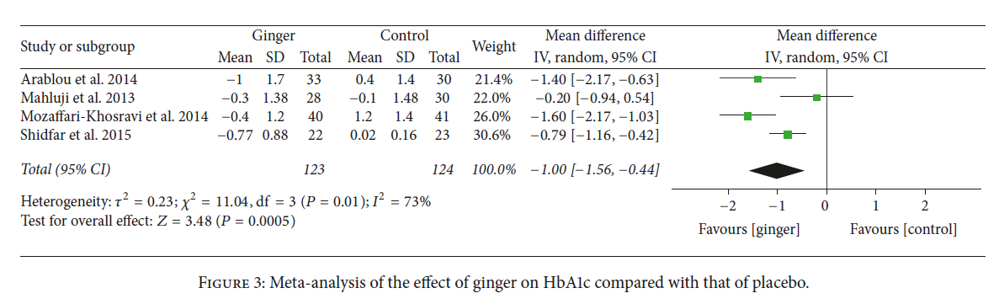 Study or subgroup Ginger Control Weight Mean difference Mean difference
Mean SD Total Mean SD Total IV, random, 95% CI IV, random, 95% CI
Arablou et al. 2014 −1 1.7 33 0.4 1.4 30 21.4% −1.40 [−2.17, −0.63]
Mahluji et al. 2013 −0.3 1.38 28 −0.1 1.48 30 22.0% −0.20 [−0.94, 0.54]
Mozaffari-Khosravi et al. 2014 −0.4 1.2 40 1.2 1.4 41 26.0% −1.60 [−2.17, −1.03]
Shidfar et al. 2015 −0.77 0.88 22 0.02 0.16 23 30.6% −0.79 [−1.16, −0.42]
Total (95% CI) 123 124 100.0% −1.00 [−1.56, −0.44]
Heterogeneity: τ² = 0.23; χ² = 11.04, df = 3 (P = 0.01); I² = 73%
Test for overall effect: Z = 3.48 (P = 0.0005)
−2 −1 0 1 2
Favours [ginger] Favours [control]
Figure 3: Meta-analysis of the effect of ginger on HbA1c compared with that of placebo.